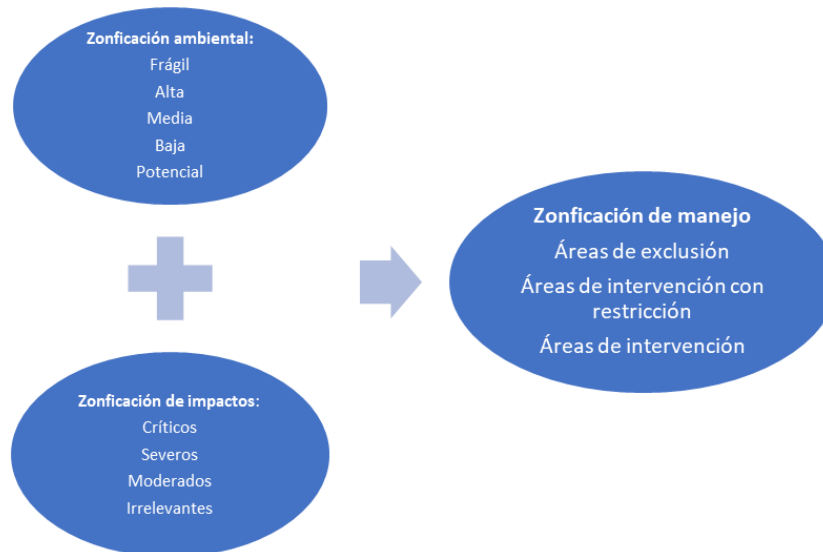 Zonficación ambiental:
Frágil
Alta
Media
Baja
Potencial
Zonficación de impactos:
Críticos
Severos
Moderados
Irrelevantes
Zonficación de manejo
Áreas de exclusión
Áreas de intervención con
restricción
Áreas de intervención